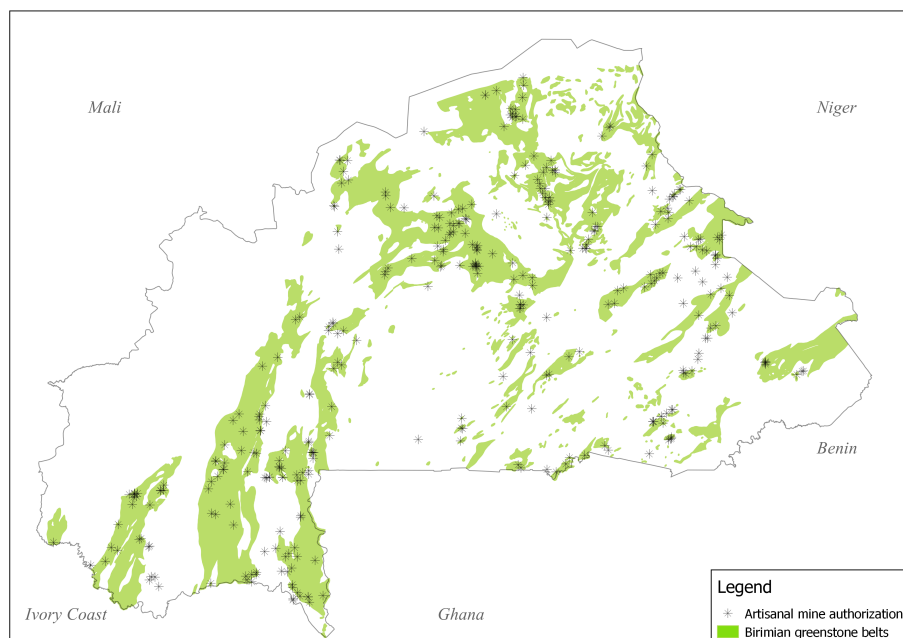 Mali
Niger
Benin
Ivory Coast
Ghana
Legend
Artisanal mine authorization
Birimian greenstone belts